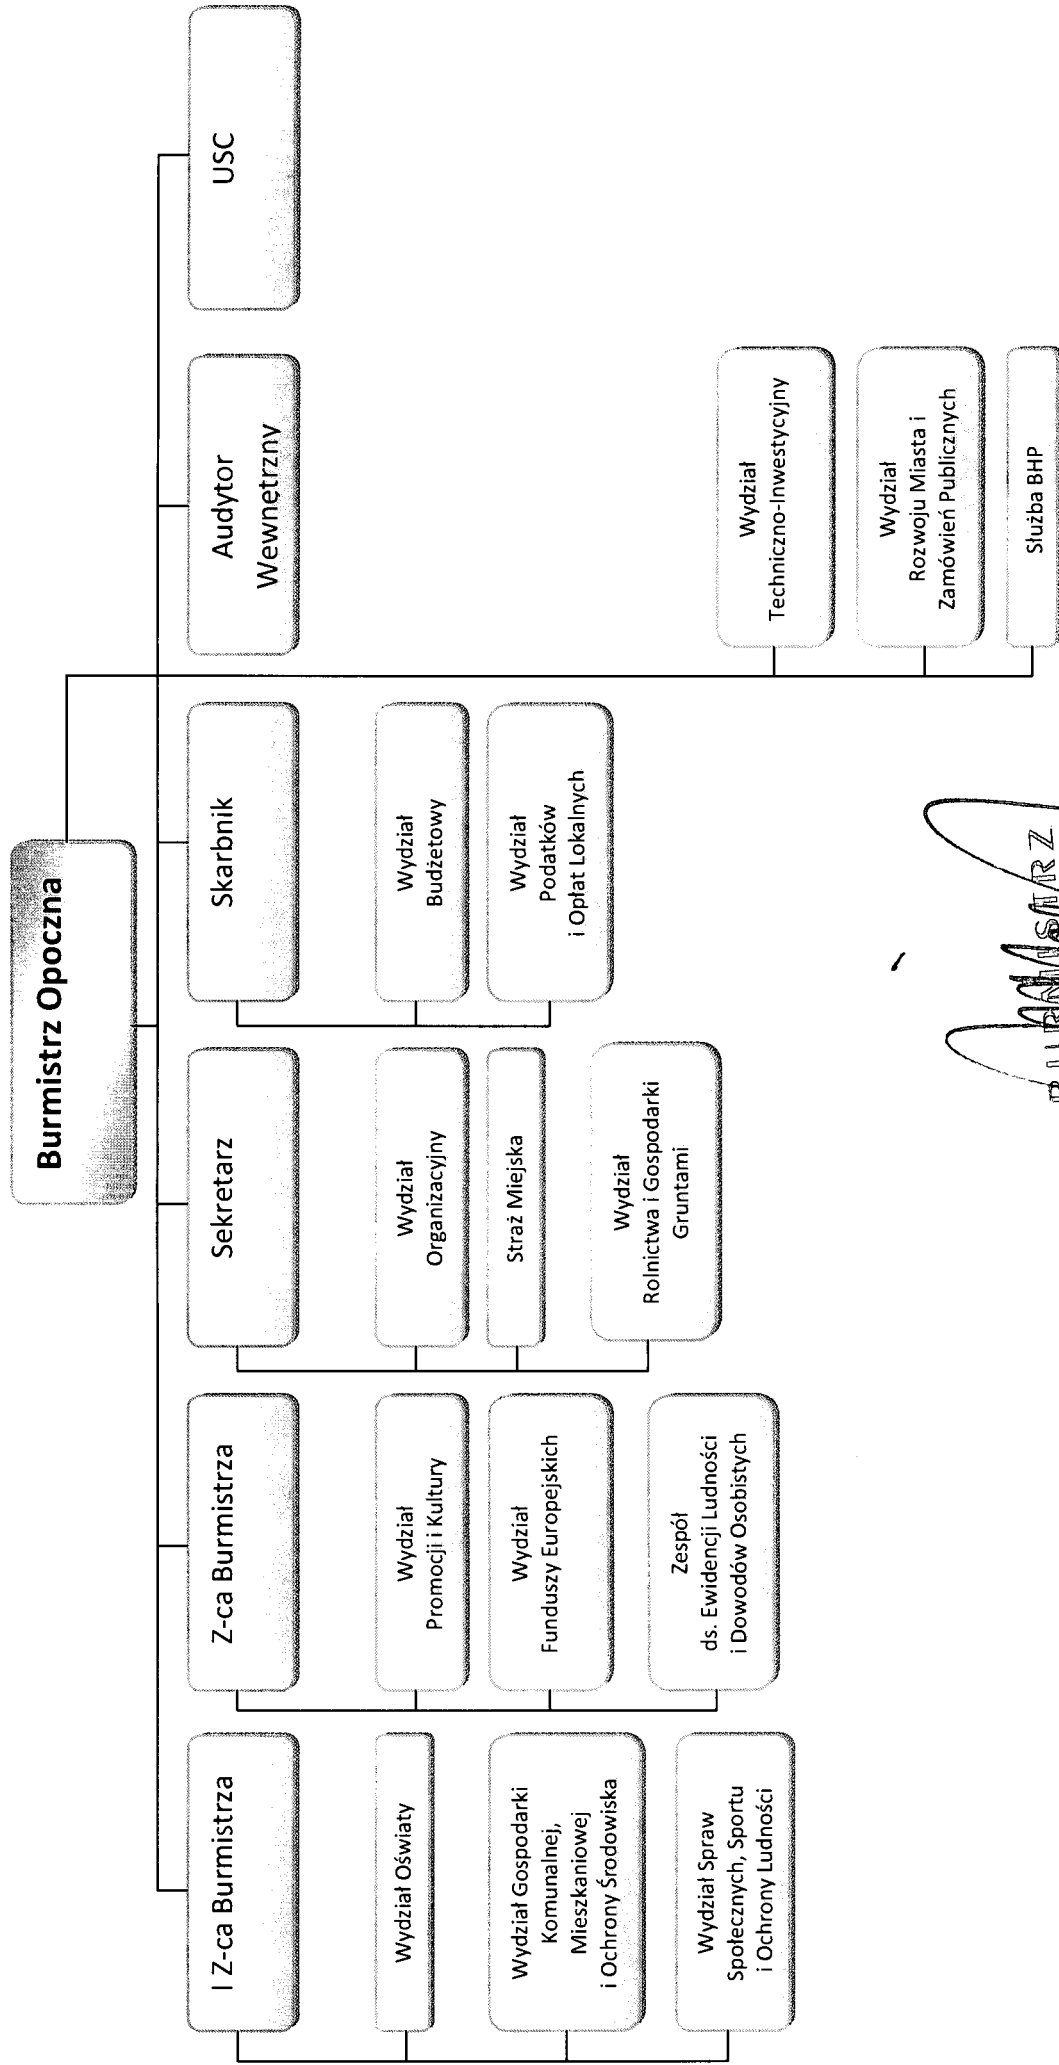 Burmistrz Opoczna
I Z-ca Burmistrza
Wydział Oświaty
Wydział Gospodarki
Komunalnej,
Mieszkaniowej
i Ochrony Środowiska
Wydział Spraw
Społecznych, Sportu
i Ochrony Ludności
Z-ca Burmistrza
Wydział
Promocji i Kultury
Wydział
Funduszy Europejskich
Zespół
ds. Ewidencji Ludności
i Dowodów Osobistych
Sekretarz
Wydział
Organizacyjny
Straż Miejska
Wydział
Rolnictwa i Gospodarki
Gruntami
Skarbnik
Wydział
Budżetowy
Wydział
Podatków
i Opłat Lokalnych
Audytor
Wewnętrzny
USC
Wydział
Techniczno-Inwestycyjny
Wydział
Rozwoju Miasta i
Zamówień Publicznych
Służba BHP
BURMISTRZ